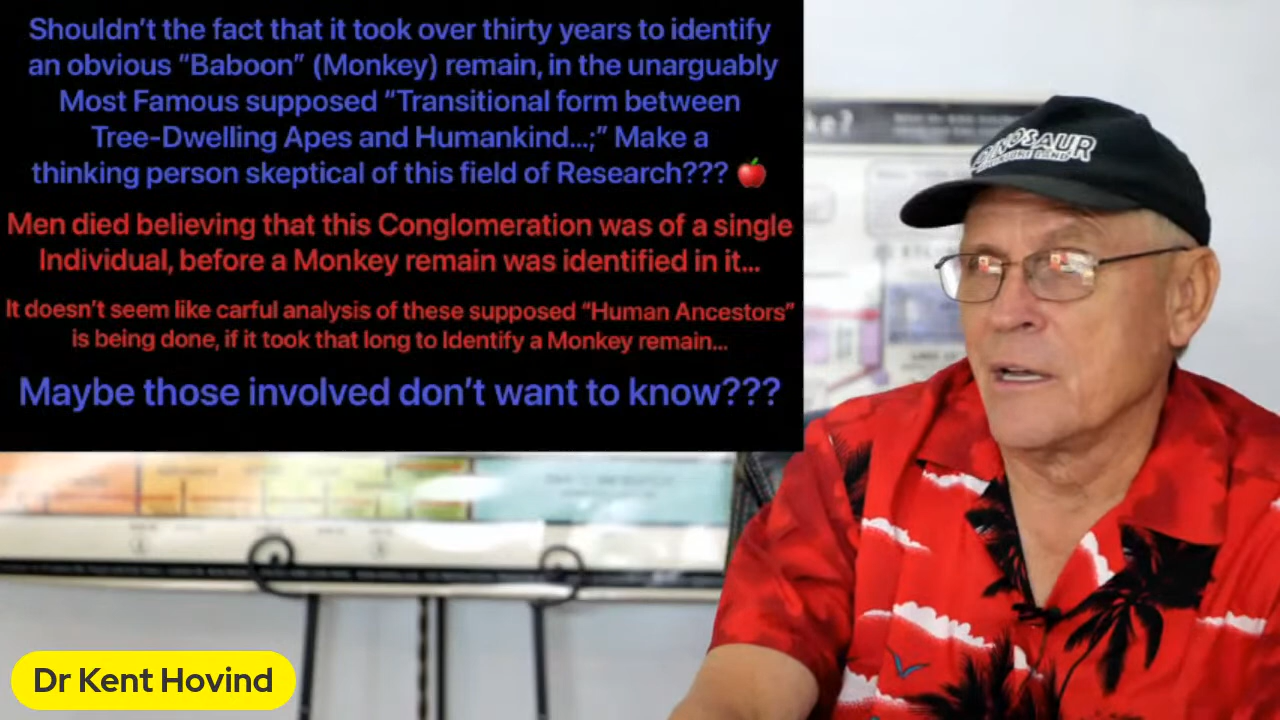 Shouldn't the fact that it took over thirty years to identify
an obvious "Baboon" (Monkey) remain, in the unarguably
Most Famous supposed "Transitional form between
Tree-Dwelling Apes and Humankind...;" Make a
thinking person skeptical of this field of Research??? 🍎
Men died believing that this Conglomeration was of a single
Individual, before a Monkey remain was identified in it...
It doesn't seem like carful analysis of these supposed "Human Ancestors"
is being done, if it took that long to Identify a Monkey remain...
Maybe those involved don't want to know???
ke?
DINOSAUR
Dr Kent Hovind